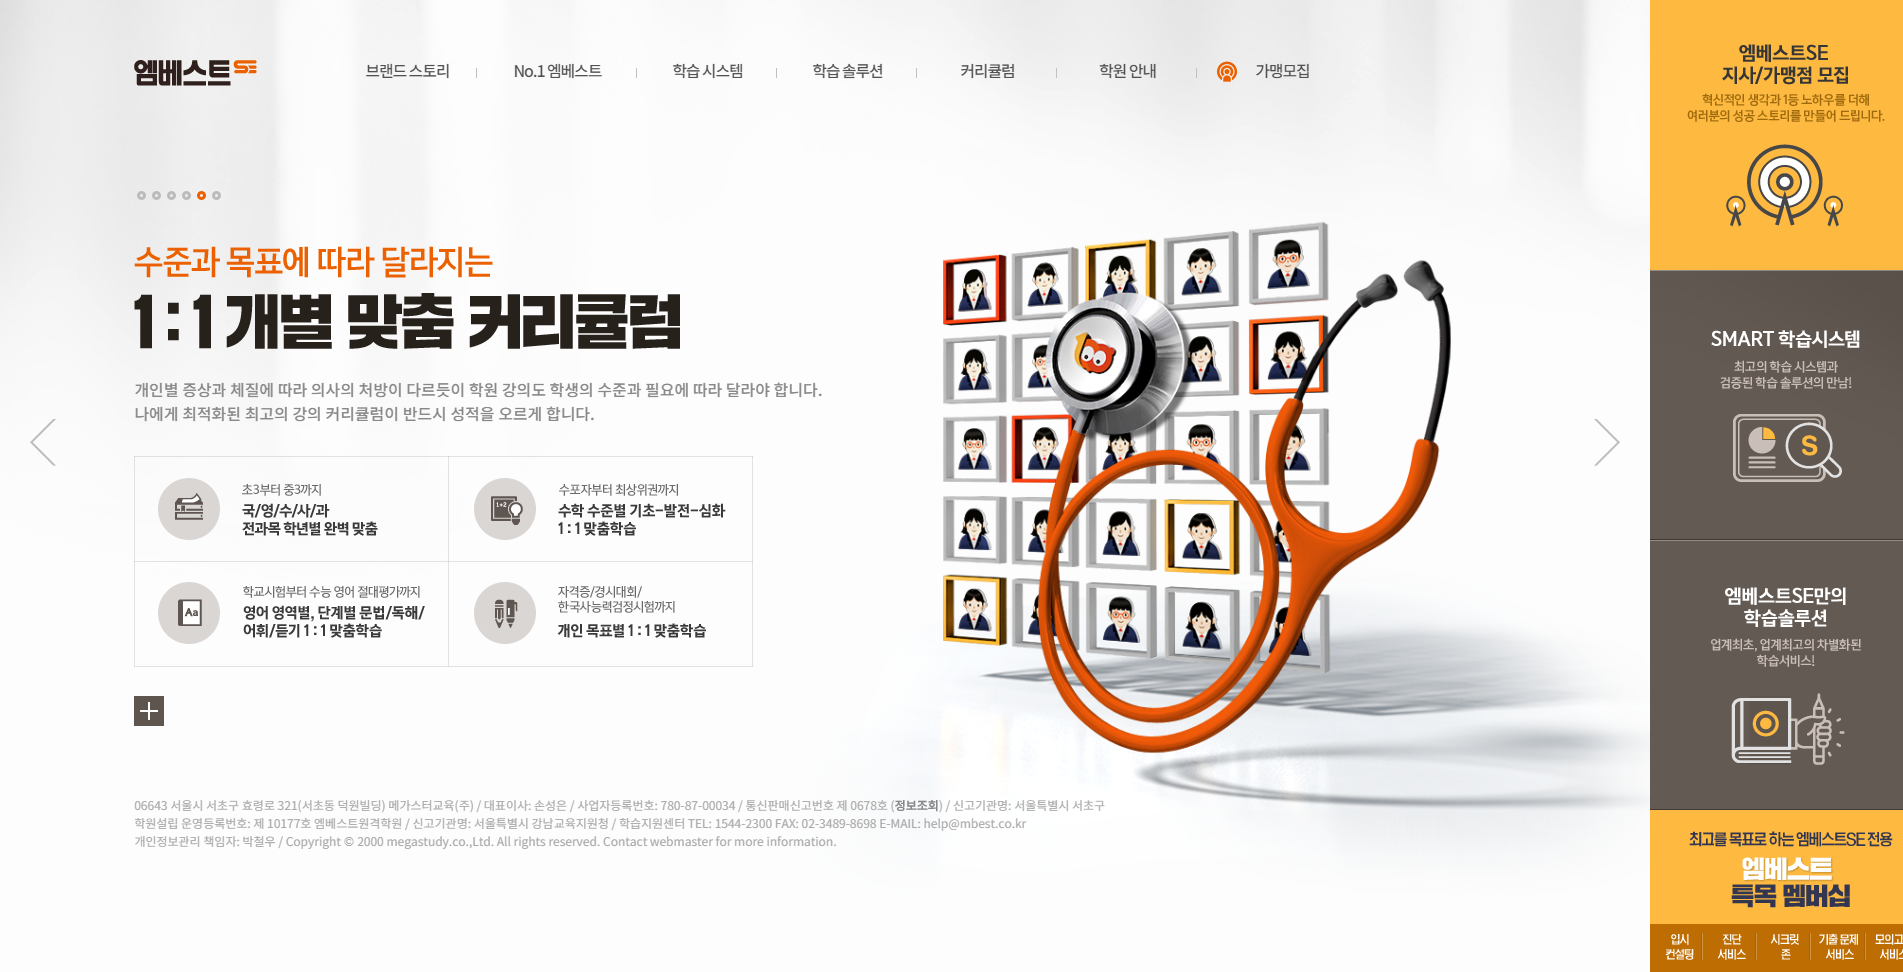 엠베스트SE
브랜드 스토리
No.1 엠베스트
학습 시스템
학습 솔루션
커리큘럼
학원 안내
가맹모집
수준과 목표에 따라 달라지는
1:1 개별 맞춤 커리큘럼
개인별 증상과 체질에 따라 의사의 처방이 다르듯이 학원 강의도 학생의 수준과 필요에 따라 달라야 합니다.
나에게 최적화된 최고의 강의 커리큘럼이 반드시 성적을 오르게 합니다.
초3부터 중3까지
국/영/수/사/과
전과목 학년별 완벽 맞춤
1+2
수포자부터 최상위권까지
수학 수준별 기초-발전-심화
1 : 1 맞춤학습
Aa
학교시험부터 수능 영어 절대평가까지
영어 영역별, 단계별 문법/독해/
어휘/듣기 1 : 1 맞춤학습
자격증/경시대회/
한국사능력검정시험까지
개인 목표별 1 : 1 맞춤학습
06643 서울시 서초구 효령로 321(서초동 덕원빌딩) 메가스터교육(주) / 대표이사: 손성은 / 사업자등록번호: 780-87-00034 / 통신판매신고번호 제 0678호 (정보조회) / 신고기관명: 서울특별시 서초구
학원설립 운영등록번호: 제 10177호 엠베스트원격학원 / 신고기관명: 서울특별시 강남교육지원청 / 학습지원센터 TEL: 1544-2300 FAX: 02-3489-8698 E-MAIL: help@mbest.co.kr
개인정보관리 책임자: 박철우 / Copyright © 2000 megastudy.co.,Ltd. All rights reserved. Contact webmaster for more information.
엠베스트SE
지사/가맹점 모집
혁신적인 생각과 1등 노하우를 더해
여러분의 성공 스토리를 만들어 드립니다.
SMART 학습시스템
최고의 학습 시스템과
검증된 학습 솔루션의 만남!
S
엠베스트SE만의
학습솔루션
업계최초, 업계최고의 차별화된
학습서비스!
최고를 목표로 하는 엠베스트SE 전용
엠베스트
특목 멤버십
입시
컨설팅
진단
서비스
시크릿
존
기출 문제
서비스
모의고
서비스